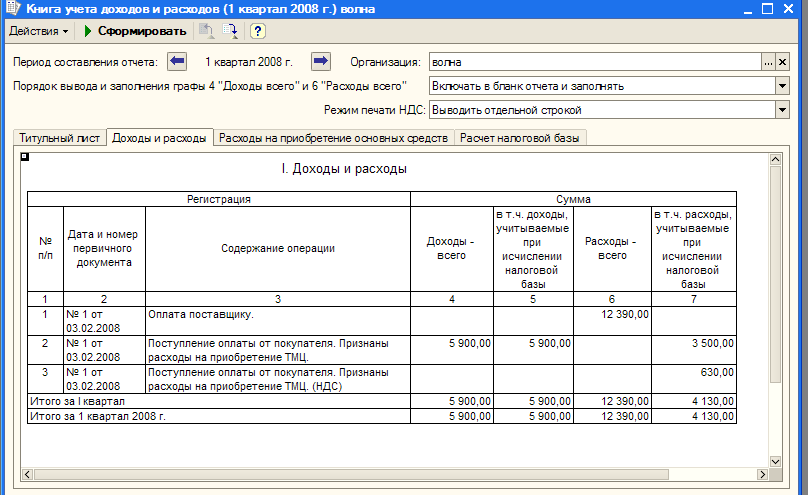 Книга учета доходов и расходов (1 квартал 2008 г.) волна
Действия Сформировать
Период составления отчета: 1 квартал 2008 г. Организация: волна
Порядок вывода и заполнения графы 4 "Доходы всего" и 6 "Расходы всего" Включать в бланк отчета и заполнять
Режим печати НДС: Выводить отдельной строкой
Титульный лист Доходы и расходы Расходы на приобретение основных средств Расчет налоговой базы
I. Доходы и расходы
Регистрация Сумма
№ п/п
Дата и номер первичного документа
Содержание операции
Доходы - всего
в т.ч. доходы, учитываемые при исчислении налоговой базы
Расходы - всего
в т.ч. расходы, учитываемые при исчислении налоговой базы
1 2 3 4 5 6 7
1 № 1 от 03.02.2008 Оплата поставщику. 12 390,00
2 № 1 от 03.02.2008 Поступление оплаты от покупателя. Признаны расходы на приобретение ТМЦ. 5 900,00 5 900,00 3 500,00
3 № 1 от 03.02.2008 Поступление оплаты от покупателя. Признаны расходы на приобретение ТМЦ. (НДС) 630,00
Итого за I квартал 5 900,00 5 900,00 12 390,00 4 130,00
Итого за 1 квартал 2008 г. 5 900,00 5 900,00 12 390,00 4 130,00